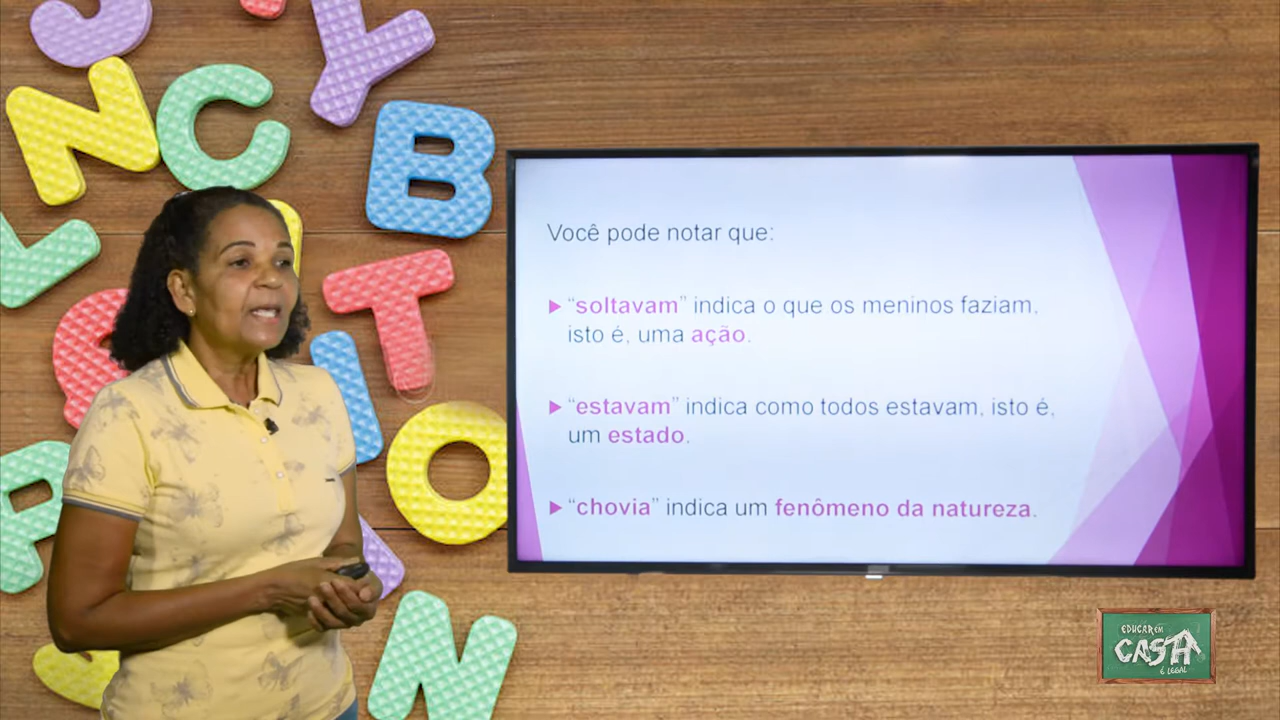 Você pode notar que:
“soltavam” indica o que os meninos faziam,
isto é, uma ação.
“estavam” indica como todos estavam, isto é,
um estado.
“chovia” indica um fenômeno da natureza.
EDUCAR EM
CASA
É LEGAL
J
Y
N
C
B
L
T
I
O
A
N